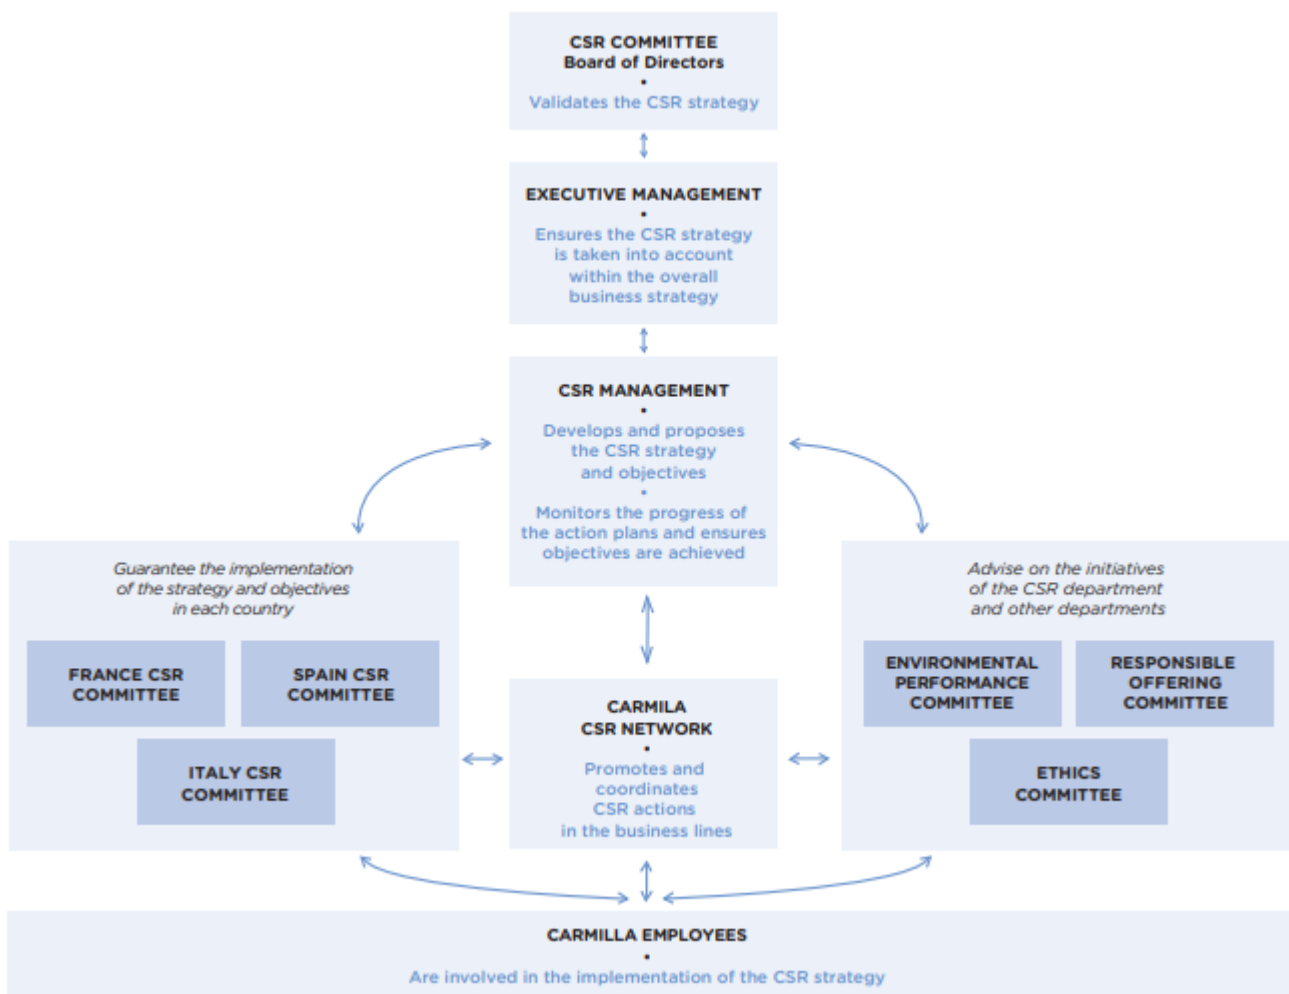 CSR COMMITTEE
Board of Directors
•
Validates the CSR strategy
EXECUTIVE MANAGEMENT
•
Ensures the CSR strategy
is taken into account
within the overall
business strategy
CSR MANAGEMENT
•
Develops and proposes
the CSR strategy
and objectives
•
Monitors the progress of
the action plans and ensures
objectives are achieved
Guarantee the implementation
of the strategy and objectives
in each country
FRANCE CSR
COMMITTEE
SPAIN CSR
COMMITTEE
ITALY CSR
COMMITTEE
CARMILA
CSR NETWORK
•
Promotes and
coordinates
CSR actions
in the business lines
Advise on the initiatives
of the CSR department
and other departments
ENVIRONMENTAL
PERFORMANCE
COMMITTEE
RESPONSIBLE
OFFERING
COMMITTEE
ETHICS
COMMITTEE
CARMILLA EMPLOYEES
•
Are involved in the implementation of the CSR strategy